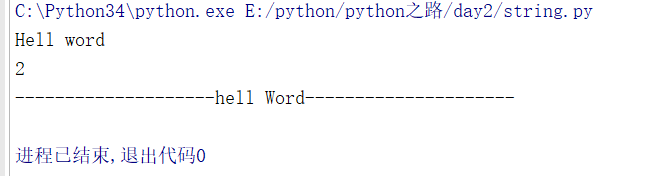 C:\Python34\python.exe E:/python/python之路/day2/string.py
Hell word
2
--------------------hell Word---------------------
进程已结束,退出代码0